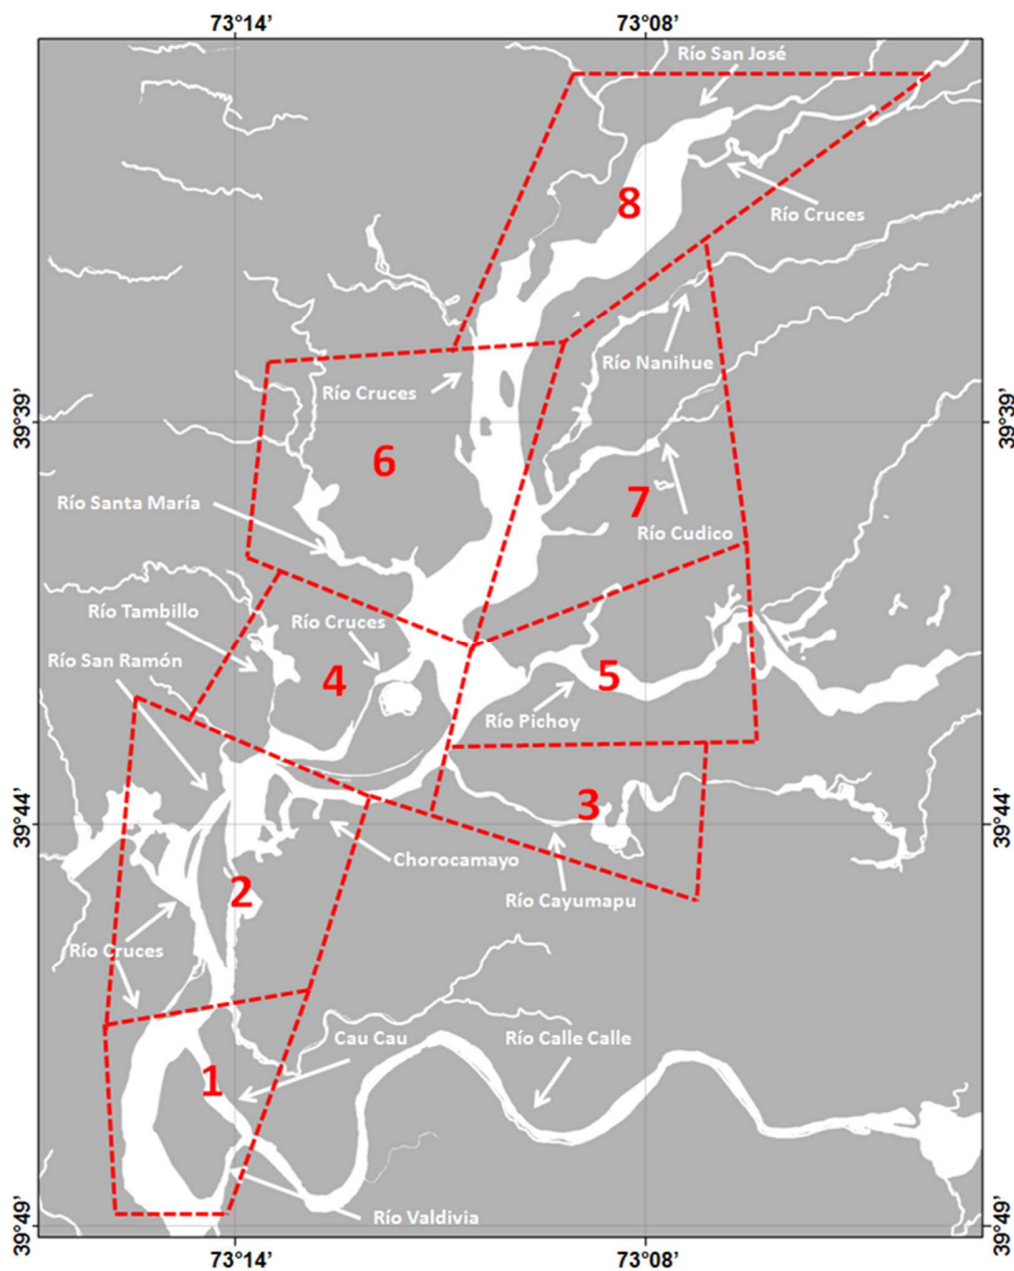 73°14’
73°08’
Río San José
8
Río Cruces
Río Nanihue
Río Cruces
39°39’
39°39’
6
7
Río Santa María
Río Cudico
Río Tambillo
Río Cruces
Río San Ramón
4
5
Río Pichoy
3
39°44’
39°44’
Chorocamayo
2
Río Cayumapu
Río Cruces
Cau Cau
Río Calle Calle
1
Río Valdivia
39°49’
39°49’
73°14’
73°08’